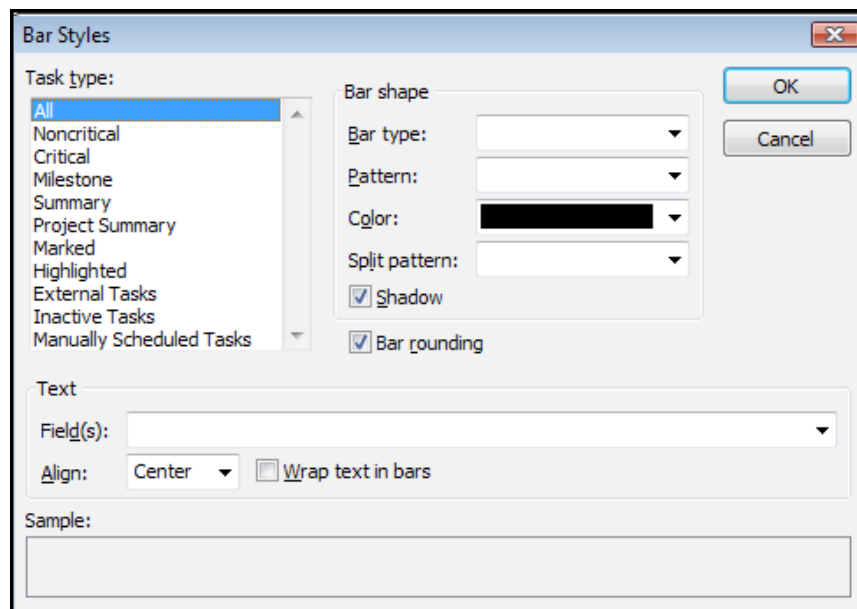 Bar Styles
Task type:
All
Noncritical
Critical
Milestone
Summary
Project Summary
Marked
Highlighted
External Tasks
Inactive Tasks
Manually Scheduled Tasks
Bar shape
Bar type:
Pattern:
Color:
Split pattern:
Shadow
Bar rounding
OK
Cancel
Text
Field(s):
Align: Center Wrap text in bars
Sample: